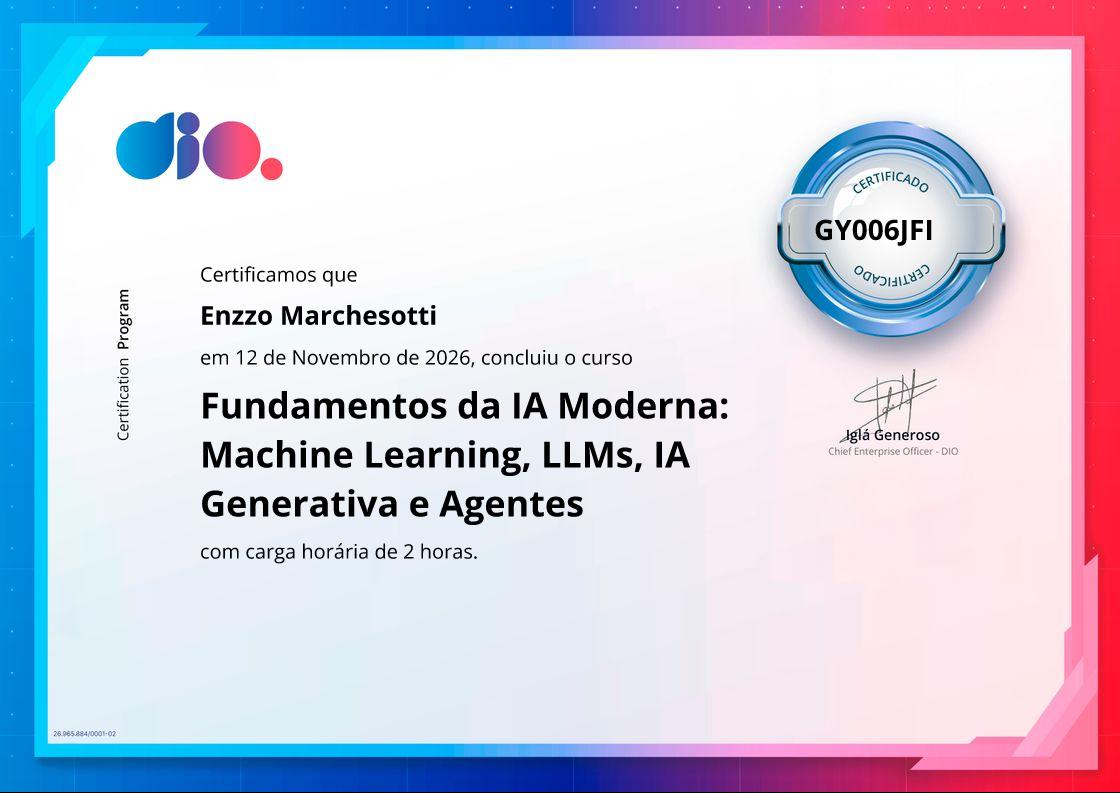 dio.
CERTIFICADO
GY006JFI
CERTIFICADO
Certificamos que
Enzzo Marchesotti
em 12 de Novembro de 2026, concluiu o curso
Fundamentos da IA Moderna:
Machine Learning, LLMs, IA
Generativa e Agentes
com carga horária de 2 horas.
Certification Program
Iglá Generoso
Chief Enterprise Officer - DIO
26.965.884/0001-02